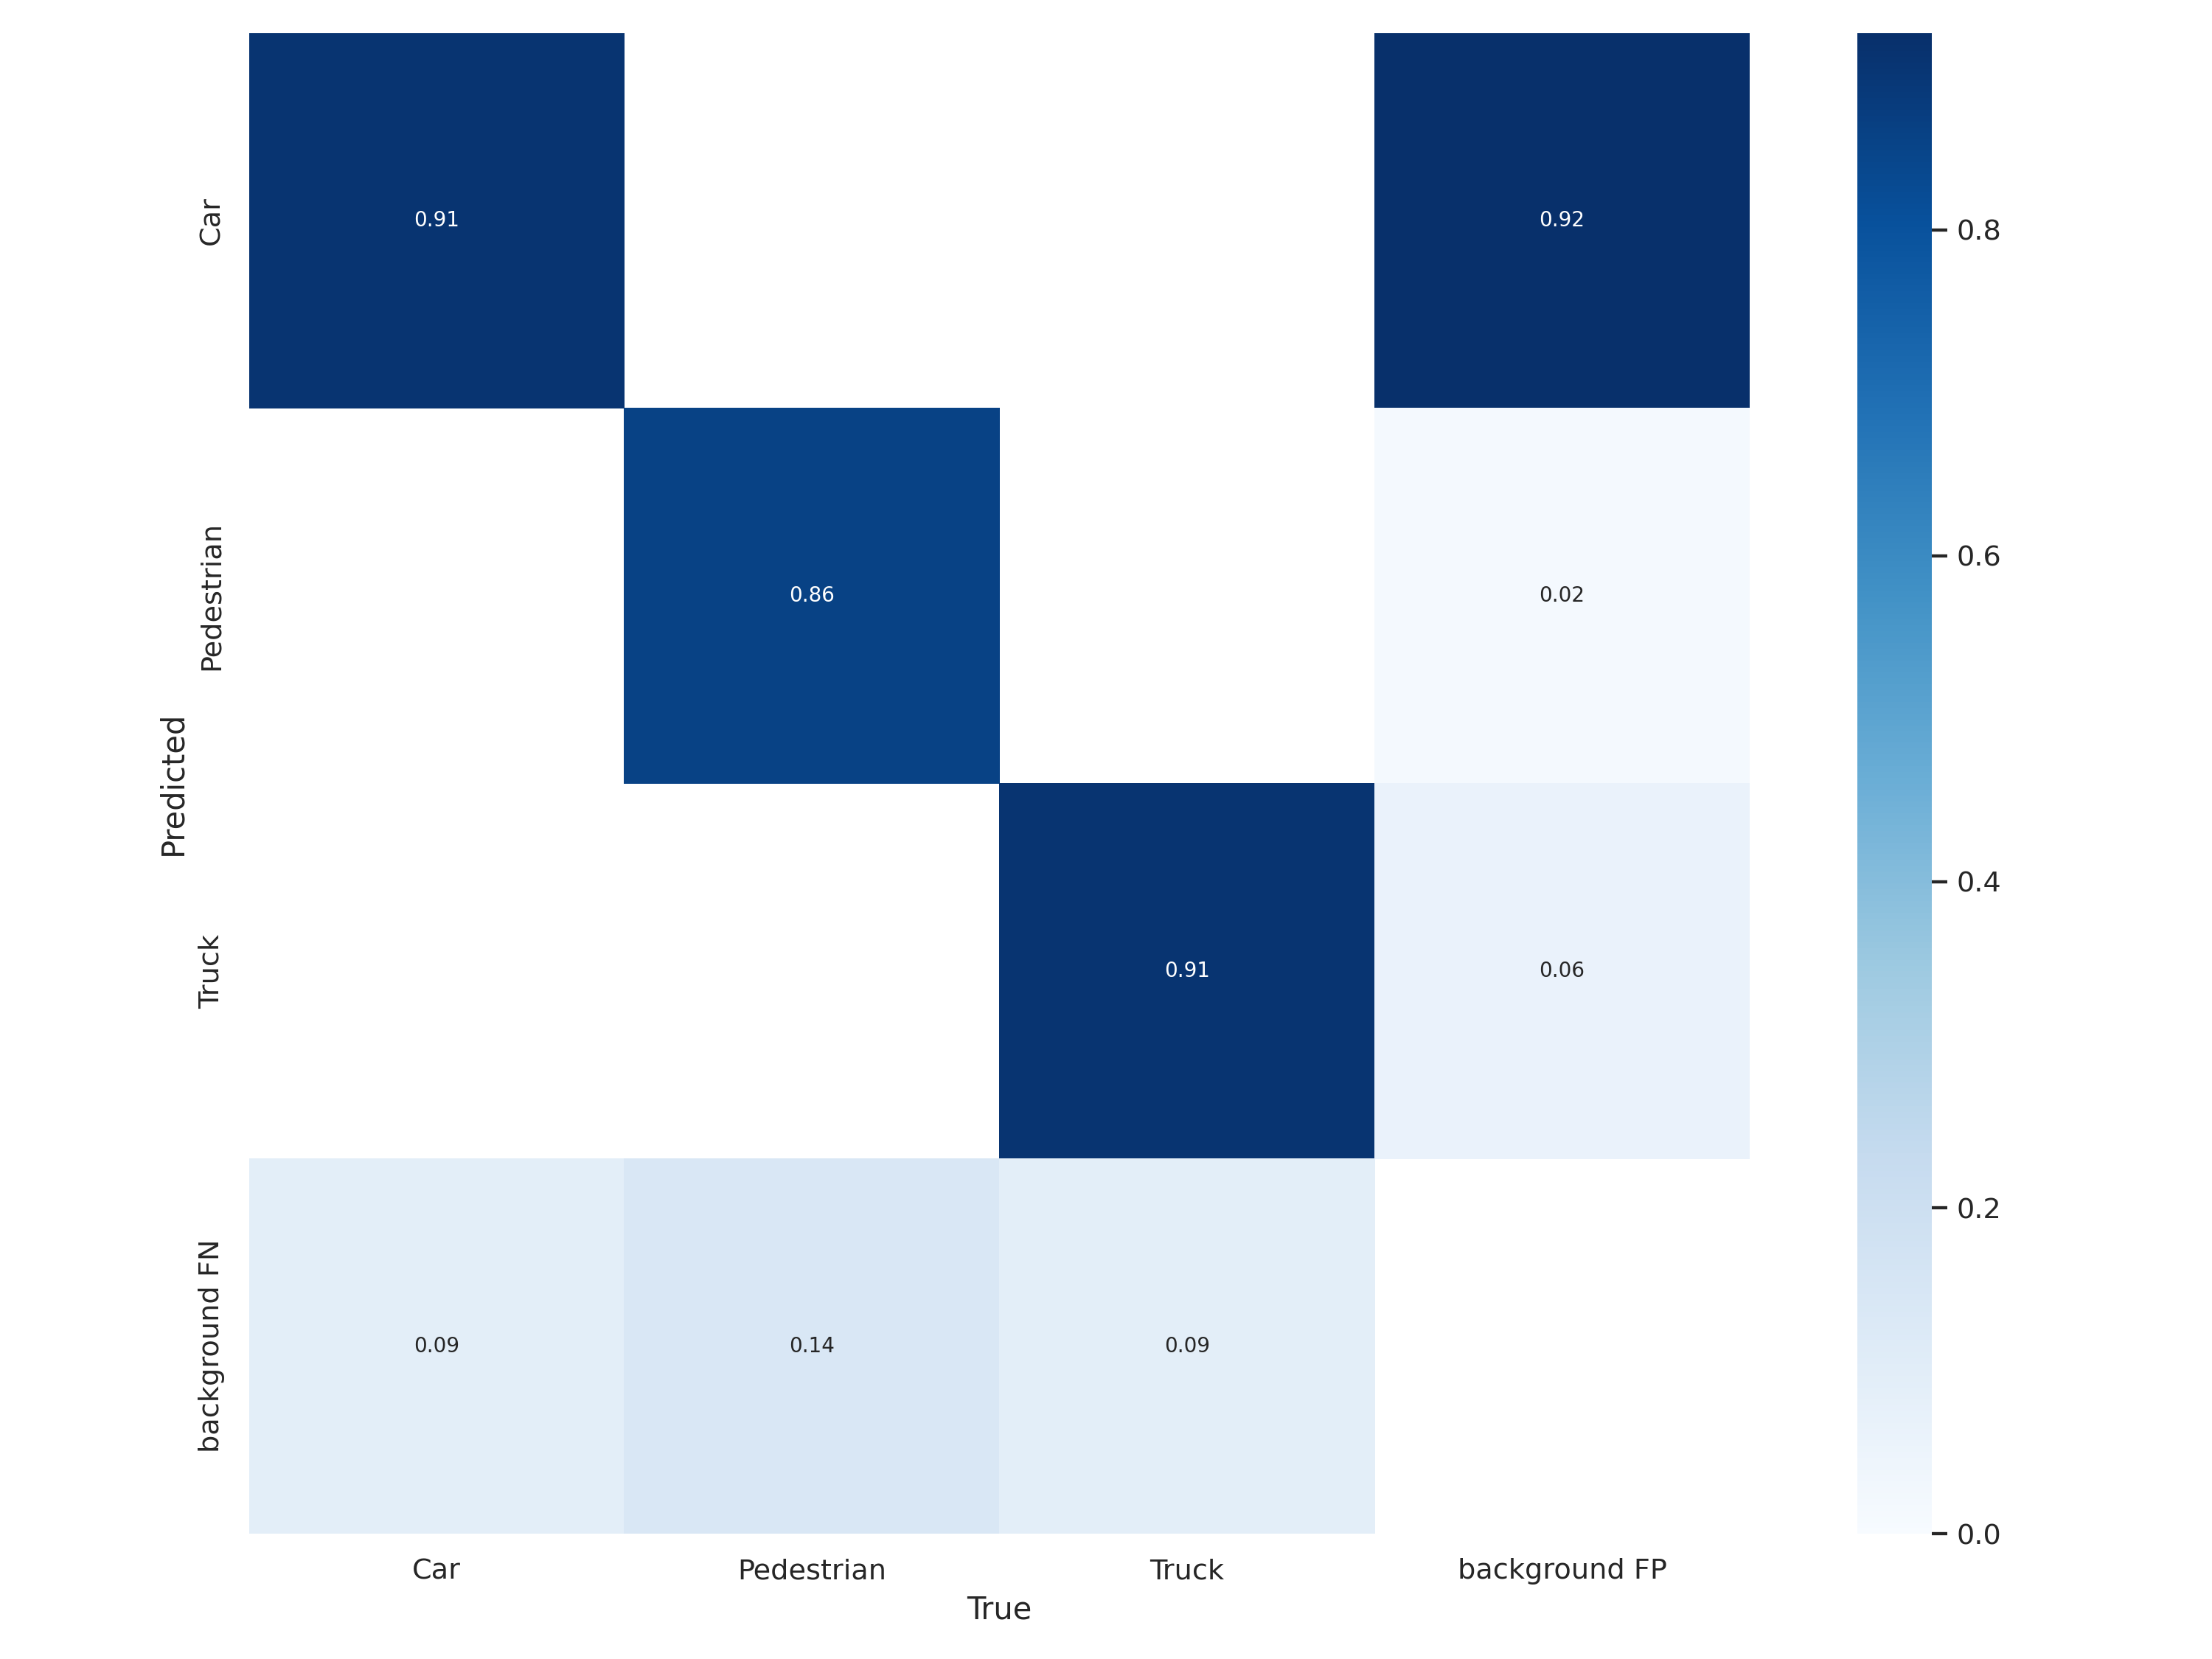 Predicted
Car
0.91
0.92
Pedestrian
0.86
0.02
Truck
0.91
0.06
background FN
0.09
0.14
0.09
Car
Pedestrian
Truck
background FP
True
0.8
0.6
0.4
0.2
0.0